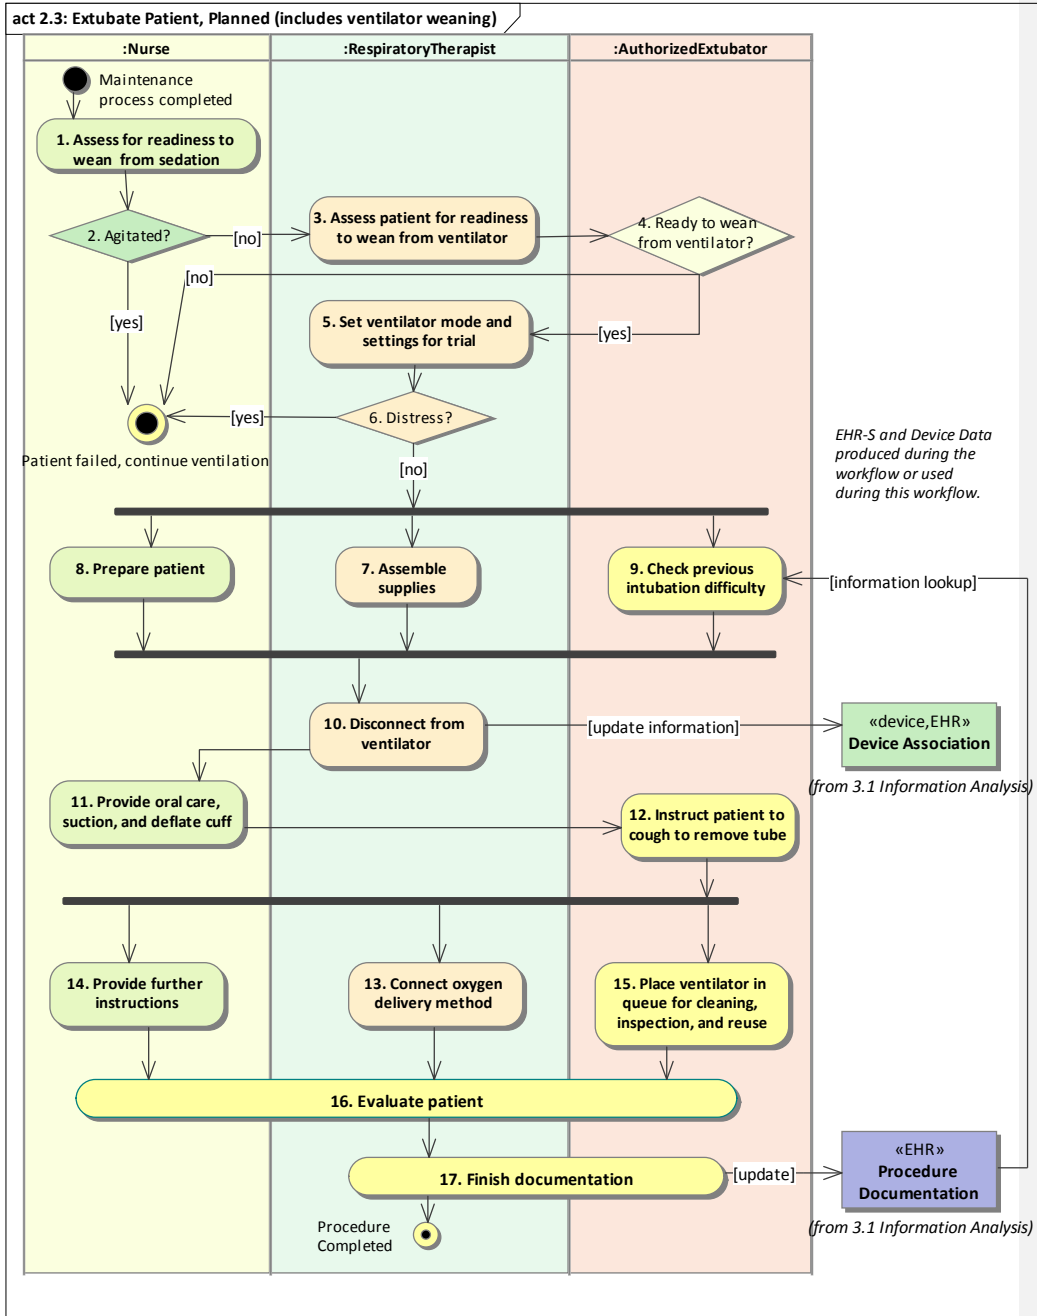 act 2.3: Extubate Patient, Planned (includes ventilator weaning)
:Nurse
:RespiratoryTherapist
:AuthorizedExtubator
Maintenance
process completed
1. Assess for readiness to
wean from sedation
2. Agitated?
[no]
3. Assess patient for readiness
to wean from ventilator
4. Ready to wean
from ventilator?
[no]
[yes]
5. Set ventilator mode and
settings for trial
[yes]
[yes]
6. Distress?
Patient failed, continue ventilation
[no]
EHR-S and Device Data
produced during the
workflow or used
during this workflow.
8. Prepare patient
7. Assemble
supplies
9. Check previous
intubation difficulty
[information lookup]
10. Disconnect from
ventilator
[update information]
«device,EHR»
Device Association
(from 3.1 Information Analysis)
11. Provide oral care,
suction, and deflate cuff
12. Instruct patient to
cough to remove tube
14. Provide further
instructions
13. Connect oxygen
delivery method
15. Place ventilator in
queue for cleaning,
inspection, and reuse
16. Evaluate patient
17. Finish documentation
[update]
«EHR»
Procedure
Documentation
(from 3.1 Information Analysis)
Procedure
Completed